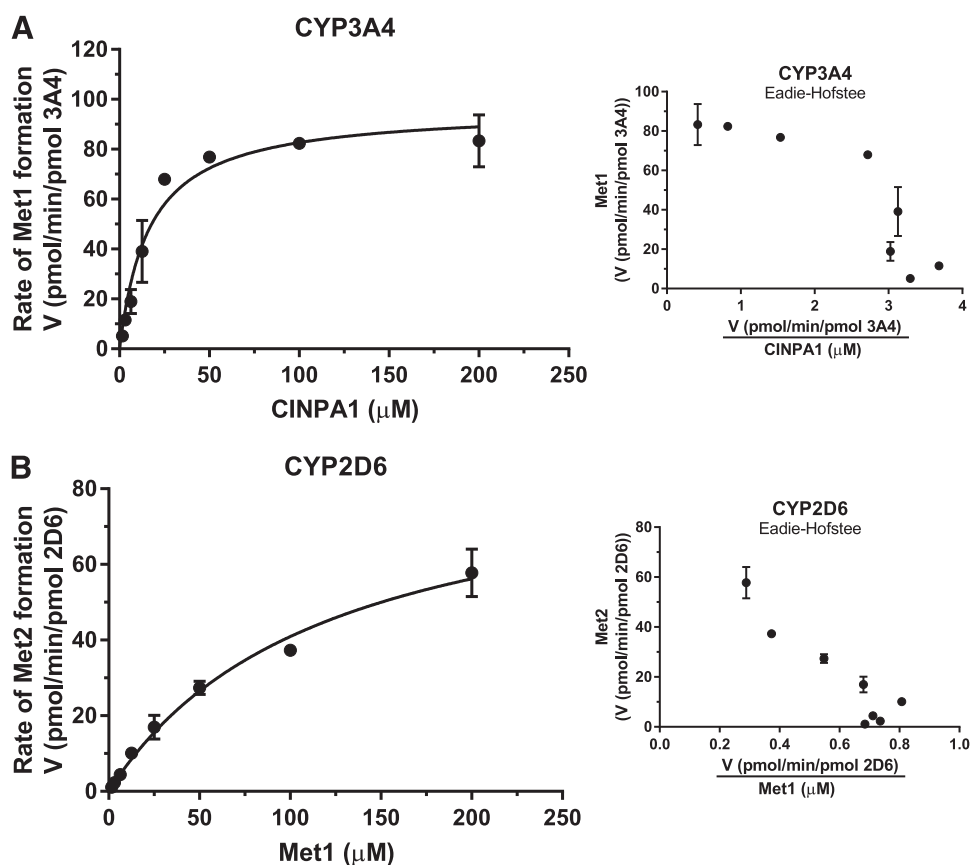 A
CYP3A4
Rate of Met1 formation
V (pmol/min/pmol 3A4)
120
100
80
60
40
20
0
0 50 100 150 200 250
CINPA1 (μM)
CYP3A4
Eadie-Hofstee
Met1
(V (pmol/min/pmol 3A4))
100
80
60
40
20
0
0 1 2 3 4
V (pmol/min/pmol 3A4)
CINPA1 (μM)
B
CYP2D6
Rate of Met2 formation
V (pmol/min/pmol 2D6)
80
60
40
20
0
0 50 100 150 200 250
Met1 (μM)
CYP2D6
Eadie-Hofstee
Met2
(V (pmol/min/pmol 2D6))
80
60
40
20
0
0.0 0.2 0.4 0.6 0.8 1.0
V (pmol/min/pmol 2D6)
Met1 (μM)